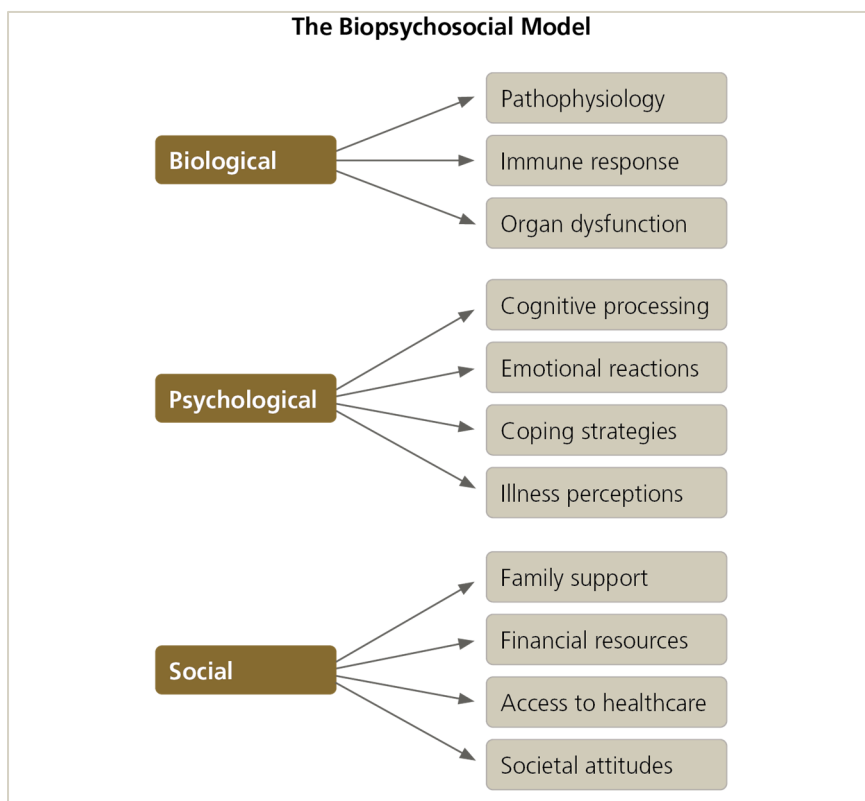 The Biopsychosocial Model
Biological
Pathophysiology
Immune response
Organ dysfunction
Psychological
Cognitive processing
Emotional reactions
Coping strategies
Illness perceptions
Social
Family support
Financial resources
Access to healthcare
Societal attitudes